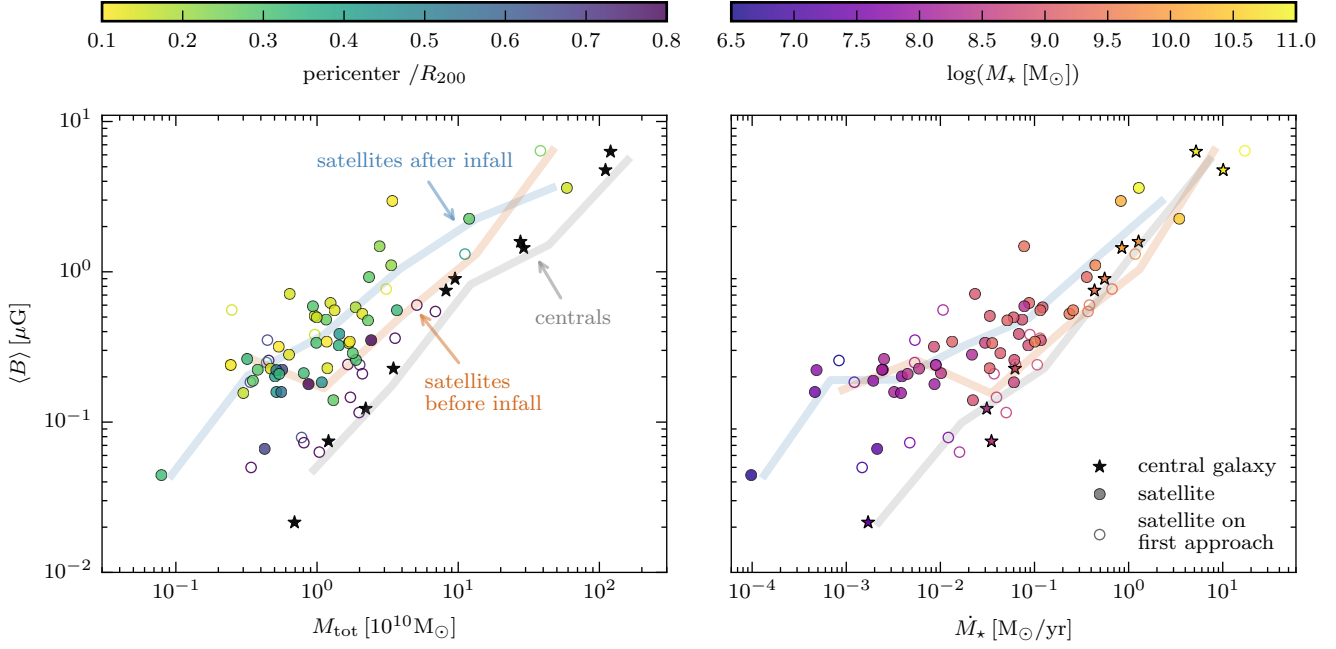 0.1 0.2 0.3 0.4 0.5 0.6 0.7 0.8
pericenter /R₂₀₀
6.5 7.0 7.5 8.0 8.5 9.0 9.5 10.0 10.5 11.0
log(M⋆ [M⊙])
10¹
10⁰
10⁻¹
10⁻²
⟨B⟩ [μG]
satellites after infall
centrals
satellites
before infall
10⁻¹ 10⁰ 10¹ 10²
M_tot [10¹⁰M⊙]
central galaxy
satellite
satellite on
first approach
10⁻⁴ 10⁻³ 10⁻² 10⁻¹ 10⁰ 10¹
Ṁ⋆ [M⊙/yr]